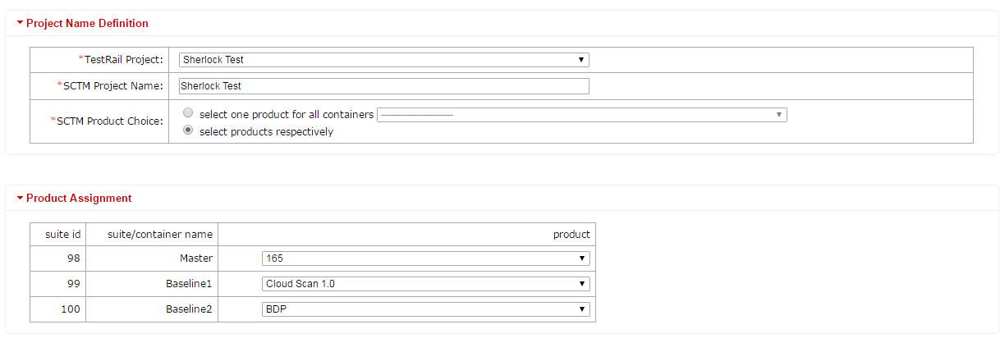 Project Name Definition
*TestRail Project: Sherlock Test
*SCTM Project Name: Sherlock Test
*SCTM Product Choice: select one product for all containers ----------------------
select products respectively
Product Assignment
suite id suite/container name product
98 Master 165
99 Baseline1 Cloud Scan 1.0
100 Baseline2 BDP